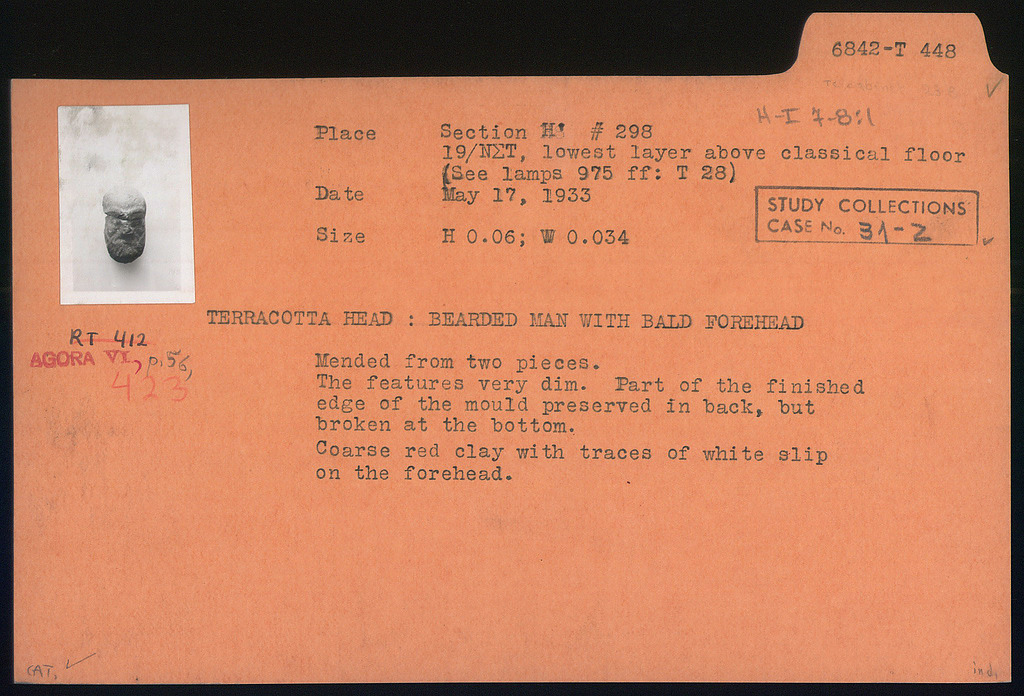 6842-T 448
H-I 7-8:1
Place Section H' # 298
19/ΝΣΤ, lowest layer above classical floor
(See lamps 975 ff: T 28)
Date May 17, 1933
STUDY COLLECTIONS
CASE No. 31-2
Size H 0.06; W 0.034
TERRACOTTA HEAD : BEARDED MAN WITH BALD FOREHEAD
RT 412
AGORA VI, p. 56,
423
Mended from two pieces.
The features very dim. Part of the finished
edge of the mould preserved in back, but
broken at the bottom.
Coarse red clay with traces of white slip
on the forehead.
CAT.
ind.